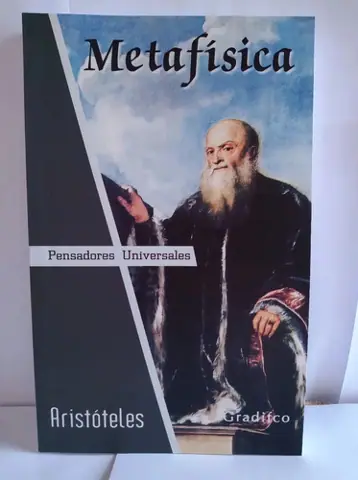 Metafísica
Pensadores Universales
Aristóteles
Gradifco